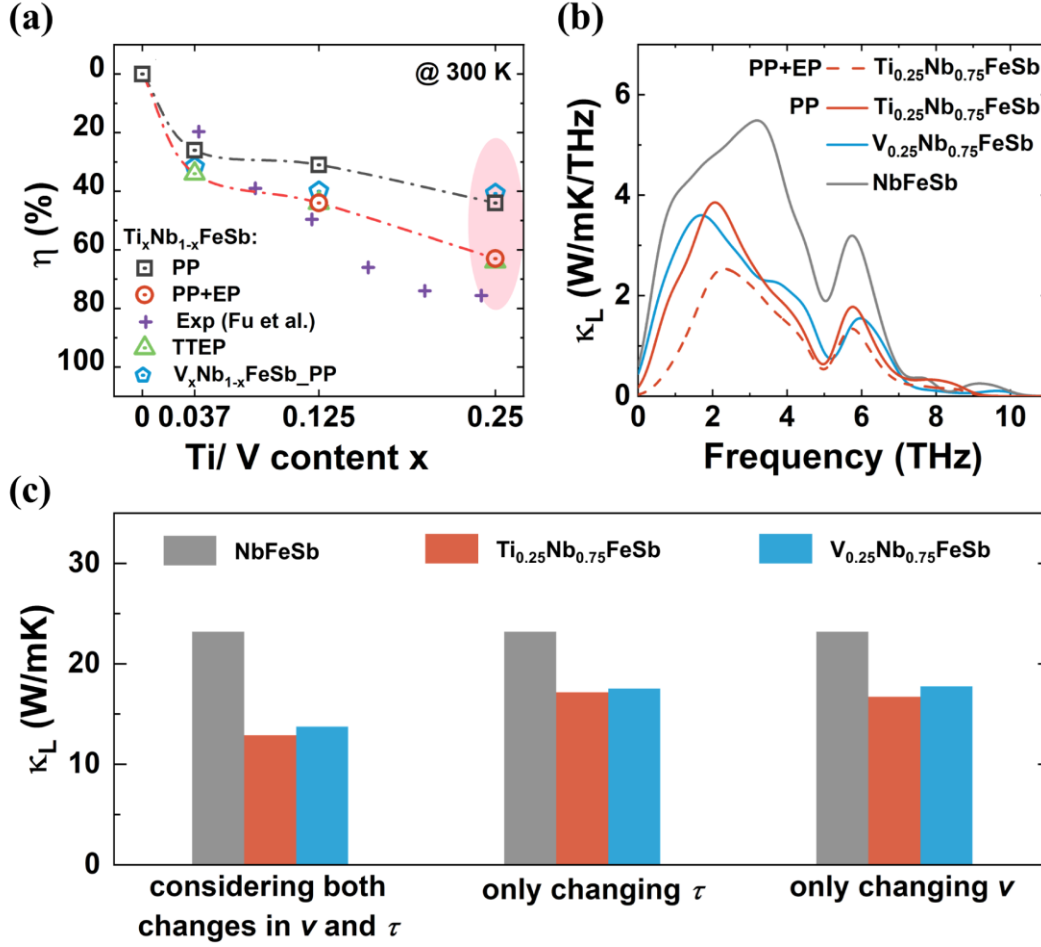 (a)
@ 300 K
0
20
40
60
80
100
η (%)
TiₓNb₁₋ₓFeSb:
PP
PP+EP
Exp (Fu et al.)
TTEP
VₓNb₁₋ₓFeSb_PP
0 0.037 0.125 0.25
Ti/ V content x
(b)
PP+EP Ti₀.₂₅Nb₀.₇₅FeSb
PP Ti₀.₂₅Nb₀.₇₅FeSb
V₀.₂₅Nb₀.₇₅FeSb
NbFeSb
6
4
2
0
κL (W/mK/THz)
0 2 4 6 8 10
Frequency (THz)
(c)
NbFeSb Ti₀.₂₅Nb₀.₇₅FeSb V₀.₂₅Nb₀.₇₅FeSb
30
20
10
0
κL (W/mK)
considering both
changes in v and τ
only changing τ
only changing v